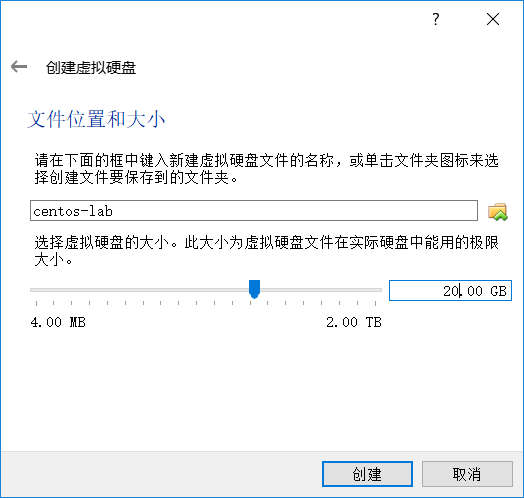 ?
创建虚拟硬盘
文件位置和大小
请在下面的框中键入新建虚拟硬盘文件的名称，或单击文件夹图标来选
择创建文件要保存到的文件夹。
centos-lab
选择虚拟硬盘的大小。此大小为虚拟硬盘文件在实际硬盘中能用的极限
大小。
20.00 GB
4.00 MB 2.00 TB
创建 取消